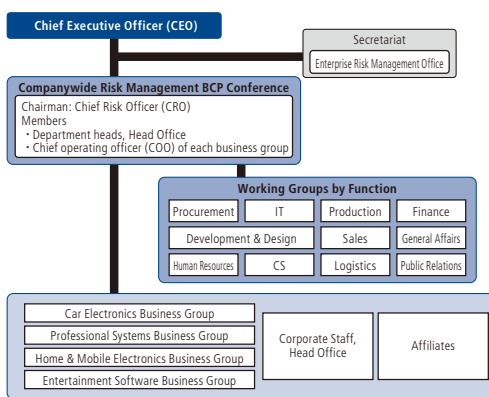 Chief Executive Officer (CEO)
Secretariat
Enterprise Risk Management Office
Companywide Risk Management BCP Conference
Chairman: Chief Risk Officer (CRO)
Members
・Department heads, Head Office
・Chief operating officer (COO) of each business group
Working Groups by Function
Procurement
IT
Production
Finance
Development & Design
Sales
General Affairs
Human Resources
CS
Logistics
Public Relations
Car Electronics Business Group
Professional Systems Business Group
Home & Mobile Electronics Business Group
Entertainment Software Business Group
Corporate Staff,
Head Office
Affiliates